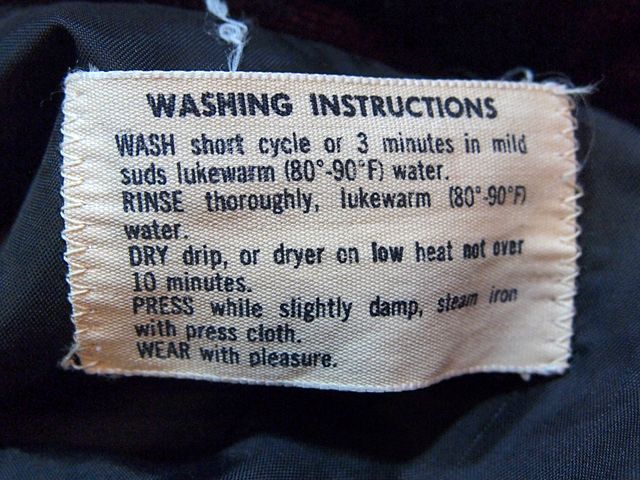 WASHING INSTRUCTIONS
WASH short cycle or 3 minutes in mild
suds lukewarm (80°-90°F) water.
RINSE thoroughly, lukewarm (80°-90°F)
water.
DRY drip, or dryer on low heat not over
10 minutes.
PRESS while slightly damp, steam iron
with press cloth.
WEAR with pleasure.